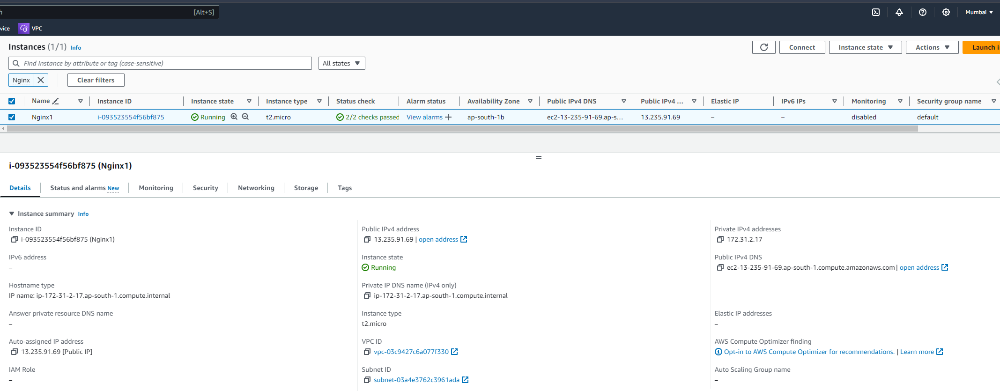 [Alt+S] Mumbai
vice VPC
Instances (1/1) Info Connect Instance state Actions Launch i
Find Instance by attribute or tag (case-sensitive) All states
Nginx Clear filters
Name Instance ID Instance state Instance type Status check Alarm status Availability Zone Public IPv4 DNS Public IPv4 ... Elastic IP IPv6 IPs Monitoring Security group name
Nginx1 i-093523554f56bf875 Running t2.micro 2/2 checks passed View alarms + ap-south-1b ec2-13-235-91-69.ap-s... 13.235.91.69 – – disabled default
i-093523554f56bf875 (Nginx1)
Details Status and alarms New Monitoring Security Networking Storage Tags
Instance summary Info
Instance ID Public IPv4 address Private IPv4 addresses
i-093523554f56bf875 (Nginx1) 13.235.91.69 | open address 172.31.2.17
IPv6 address Instance state Public IPv4 DNS
– Running ec2-13-235-91-69.ap-south-1.compute.amazonaws.com | open address
Hostname type Private IP DNS name (IPv4 only)
IP name: ip-172-31-2-17.ap-south-1.compute.internal ip-172-31-2-17.ap-south-1.compute.internal
Answer private resource DNS name Instance type Elastic IP addresses
– t2.micro –
Auto-assigned IP address VPC ID AWS Compute Optimizer finding
13.235.91.69 [Public IP] vpc-03c9427c6a077f330 Opt-in to AWS Compute Optimizer for recommendations. | Learn more
IAM Role Subnet ID Auto Scaling Group name
– subnet-03a4e3762c3961ada –